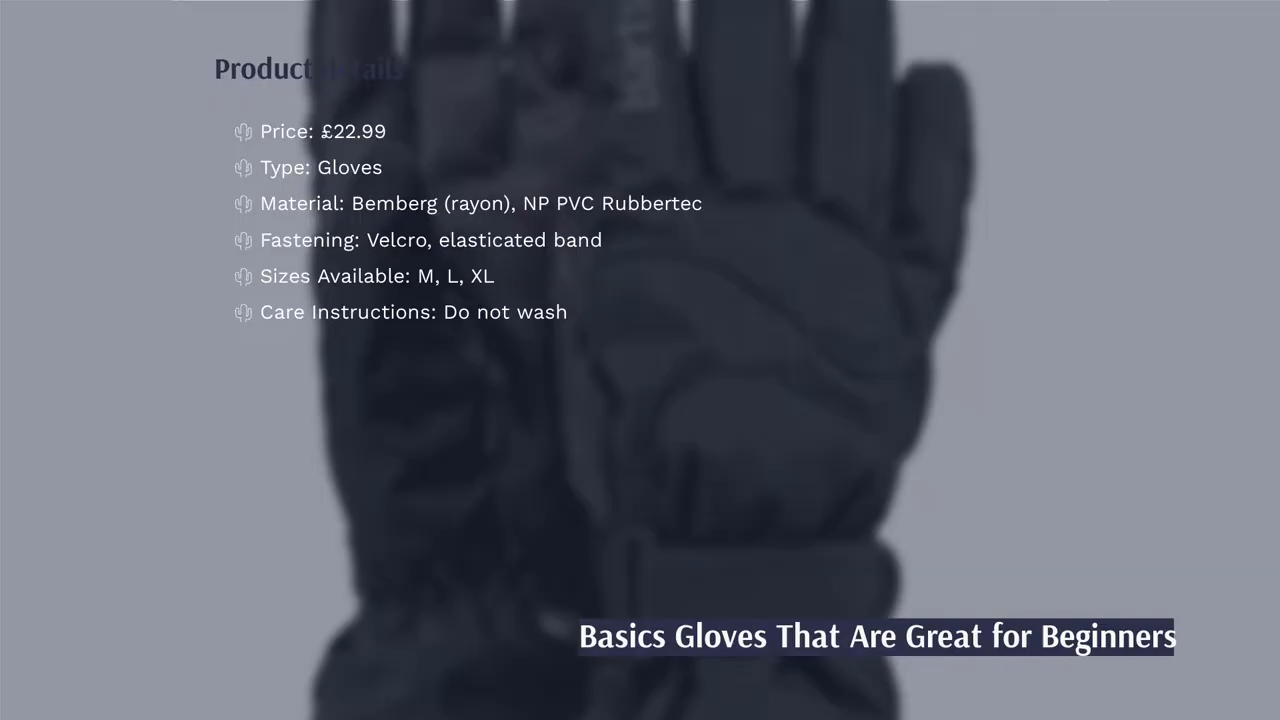 Product Details
Price: £22.99
Type: Gloves
Material: Bemberg (rayon), NP PVC Rubbertec
Fastening: Velcro, elasticated band
Sizes Available: M, L, XL
Care Instructions: Do not wash
Basics Gloves That Are Great for Beginners